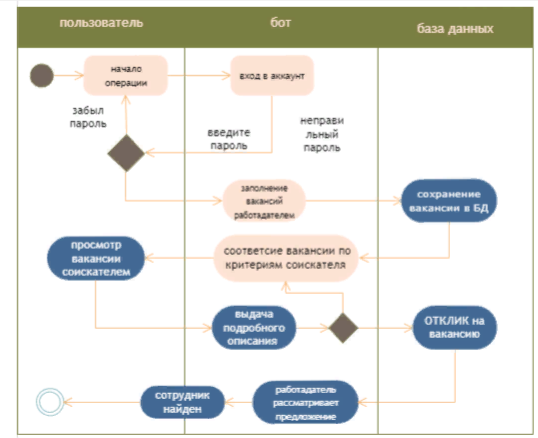 пользователь
бот
база данных
начало
операции
вход в аккаунт
забыл
пароль
введите
пароль
неправи
льный
пароль
заполнение
вакансий
работадателем
сохранение
вакансии в БД
просмотр
вакансии
соискателем
соответсие вакансии по
критериям соискателя
выдача
подробного
описания
ОТКЛИК на
вакансию
сотрудник
найден
работадатель
рассматривает
предложение